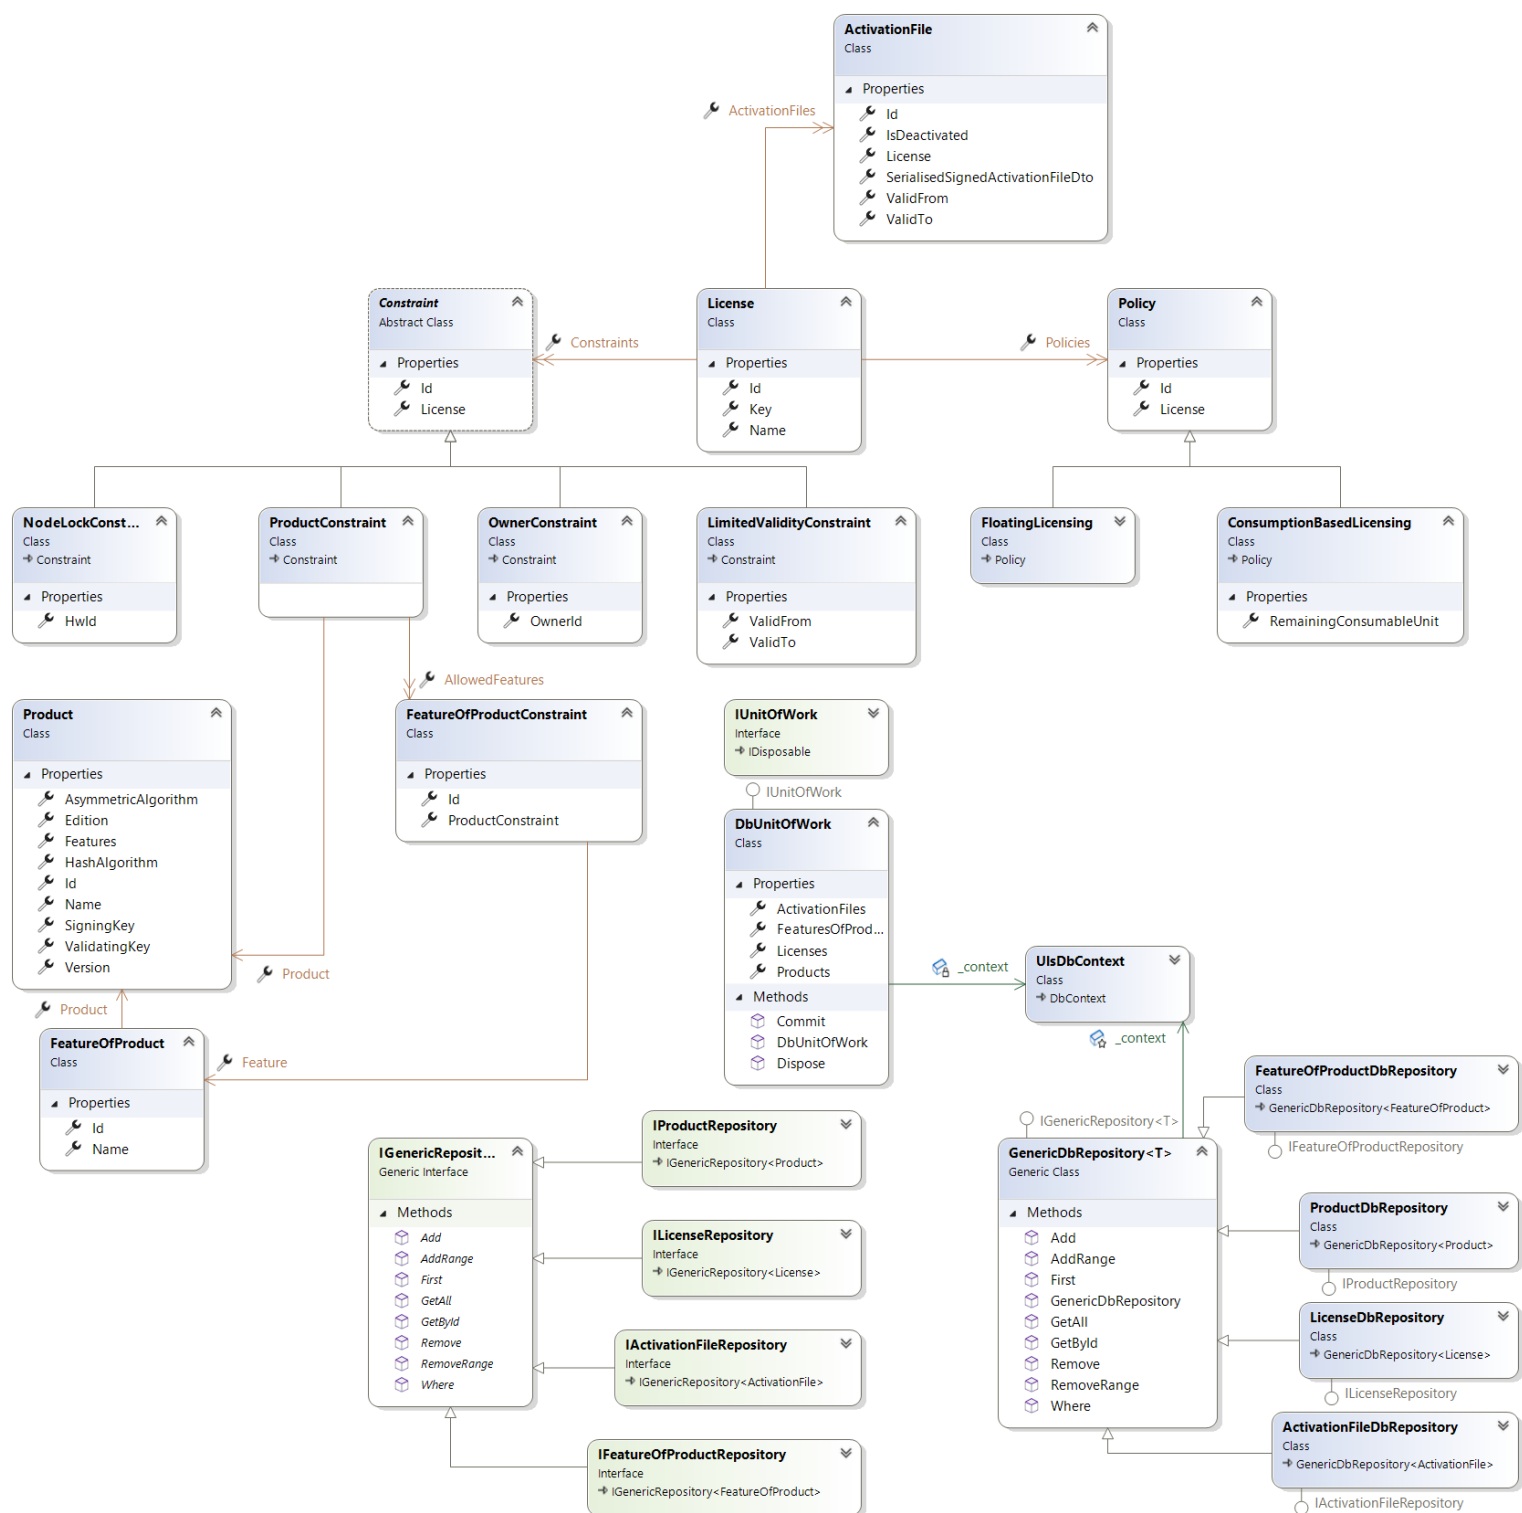 ActivationFile
Class
Properties
Id
IsDeactivated
License
SerialisedSignedActivationFileDto
ValidFrom
ValidTo
ActivationFiles
Constraint
Abstract Class
Properties
Id
License
Constraints
License
Class
Properties
Id
Key
Name
Policies
Policy
Class
Properties
Id
License
NodeLockConst...
Class
Constraint
Properties
HwId
ProductConstraint
Class
Constraint
OwnerConstraint
Class
Constraint
Properties
OwnerId
LimitedValidityConstraint
Class
Constraint
Properties
ValidFrom
ValidTo
FloatingLicensing
Class
Policy
ConsumptionBasedLicensing
Class
Policy
Properties
RemainingConsumableUnit
AllowedFeatures
Product
Class
Properties
AsymmetricAlgorithm
Edition
Features
HashAlgorithm
Id
Name
SigningKey
ValidatingKey
Version
Product
FeatureOfProductConstraint
Class
Properties
Id
ProductConstraint
IUnitOfWork
Interface
IDisposable
IUnitOfWork
DbUnitOfWork
Class
Properties
ActivationFiles
FeaturesOfProd...
Licenses
Products
Methods
Commit
DbUnitOfWork
Dispose
_context
UlsDbContext
Class
DbContext
_context
Product
FeatureOfProduct
Class
Properties
Id
Name
Feature
IGenericReposit...
Generic Interface
Methods
Add
AddRange
First
GetAll
GetById
Remove
RemoveRange
Where
IProductRepository
Interface
IGenericRepository<Product>
ILicenseRepository
Interface
IGenericRepository<License>
IActivationFileRepository
Interface
IGenericRepository<ActivationFile>
IFeatureOfProductRepository
Interface
IGenericRepository<FeatureOfProduct>
IGenericRepository<T>
GenericDbRepository<T>
Generic Class
Methods
Add
AddRange
First
GenericDbRepository
GetAll
GetById
Remove
RemoveRange
Where
FeatureOfProductDbRepository
Class
GenericDbRepository<FeatureOfProduct>
IFeatureOfProductRepository
ProductDbRepository
Class
GenericDbRepository<Product>
IProductRepository
LicenseDbRepository
Class
GenericDbRepository<License>
ILicenseRepository
ActivationFileDbRepository
Class
GenericDbRepository<ActivationFile>
IActivationFileRepository